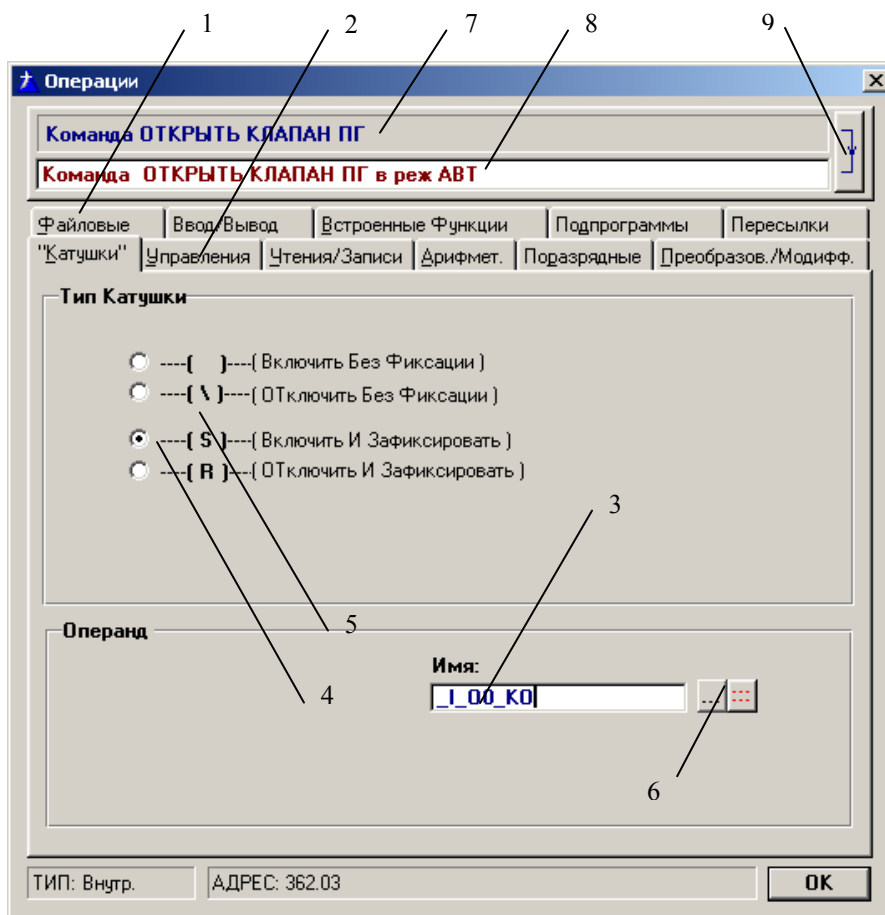 1 2 7 8 9
Операции
Команда ОТКРЫТЬ КЛАПАН ПГ
Команда ОТКРЫТЬ КЛАПАН ПГ в реж АВТ
Файловые Ввод/Вывод Встроенные Функции Подпрограммы Пересылки
"Катушки" Управления Чтения/Записи Арифмет. Поразрядные Преобразов./Модифф.
Тип Катушки
----( )----( Включить Без Фиксации )
----( \ )----( ОТключить Без Фиксации )
----( S )----( Включить И Зафиксировать )
----( R )----( ОТключить И Зафиксировать )
3
Операнд
5
Имя:
4
_I_OO_KO
...
6
ТИП: Внутр. АДРЕС: 362.03 OK